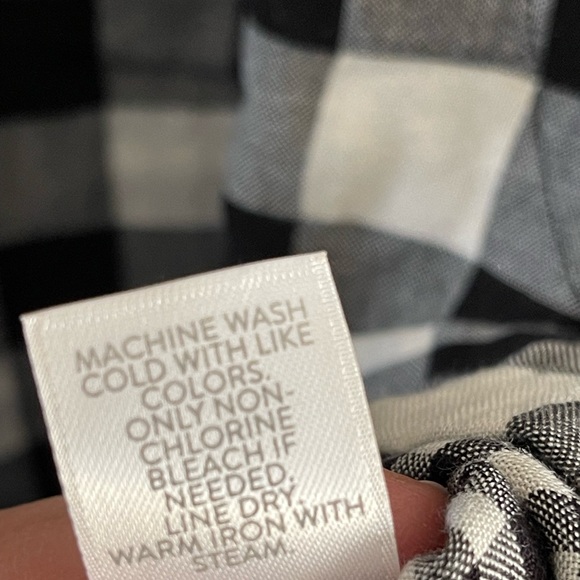 MACHINE WASH
COLD WITH LIKE
COLORS.
ONLY NON-
CHLORINE
BLEACH IF
NEEDED.
LINE DRY.
WARM IRON WITH
STEAM.